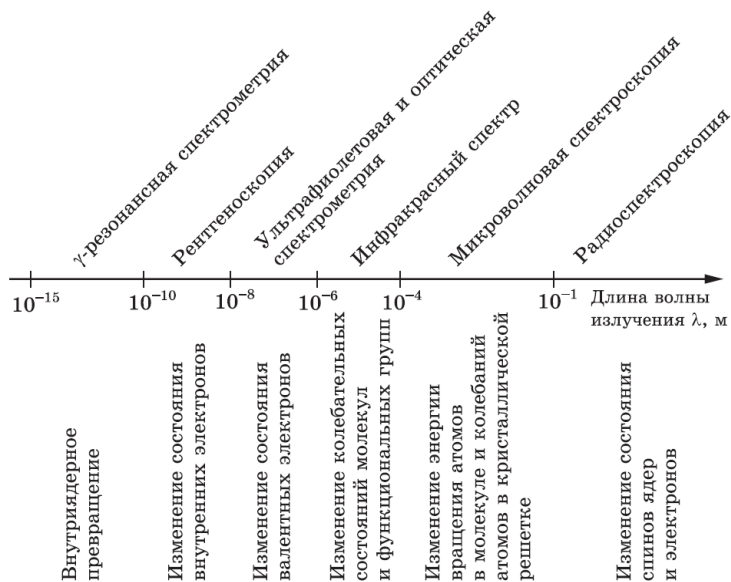 γ-резонансная спектрометрия
Рентгеноскопия
Ультрафиолетовая и оптическая
спектрометрия
Инфракрасный спектр
Микроволновая спектроскопия
Радиоспектроскопия
10⁻¹⁵
10⁻¹⁰
10⁻⁸
10⁻⁶
10⁻⁴
10⁻¹
Длина волны
излучения λ, м
Внутриядерное
превращение
Изменение состояния
внутренних электронов
Изменение состояния
валентных электронов
Изменение колебательных
состояний молекул
и функциональных групп
Изменение энергии
вращения атомов
в молекуле и колебаний
атомов в кристаллической
решетке
Изменение состояния
спинов ядер
и электронов